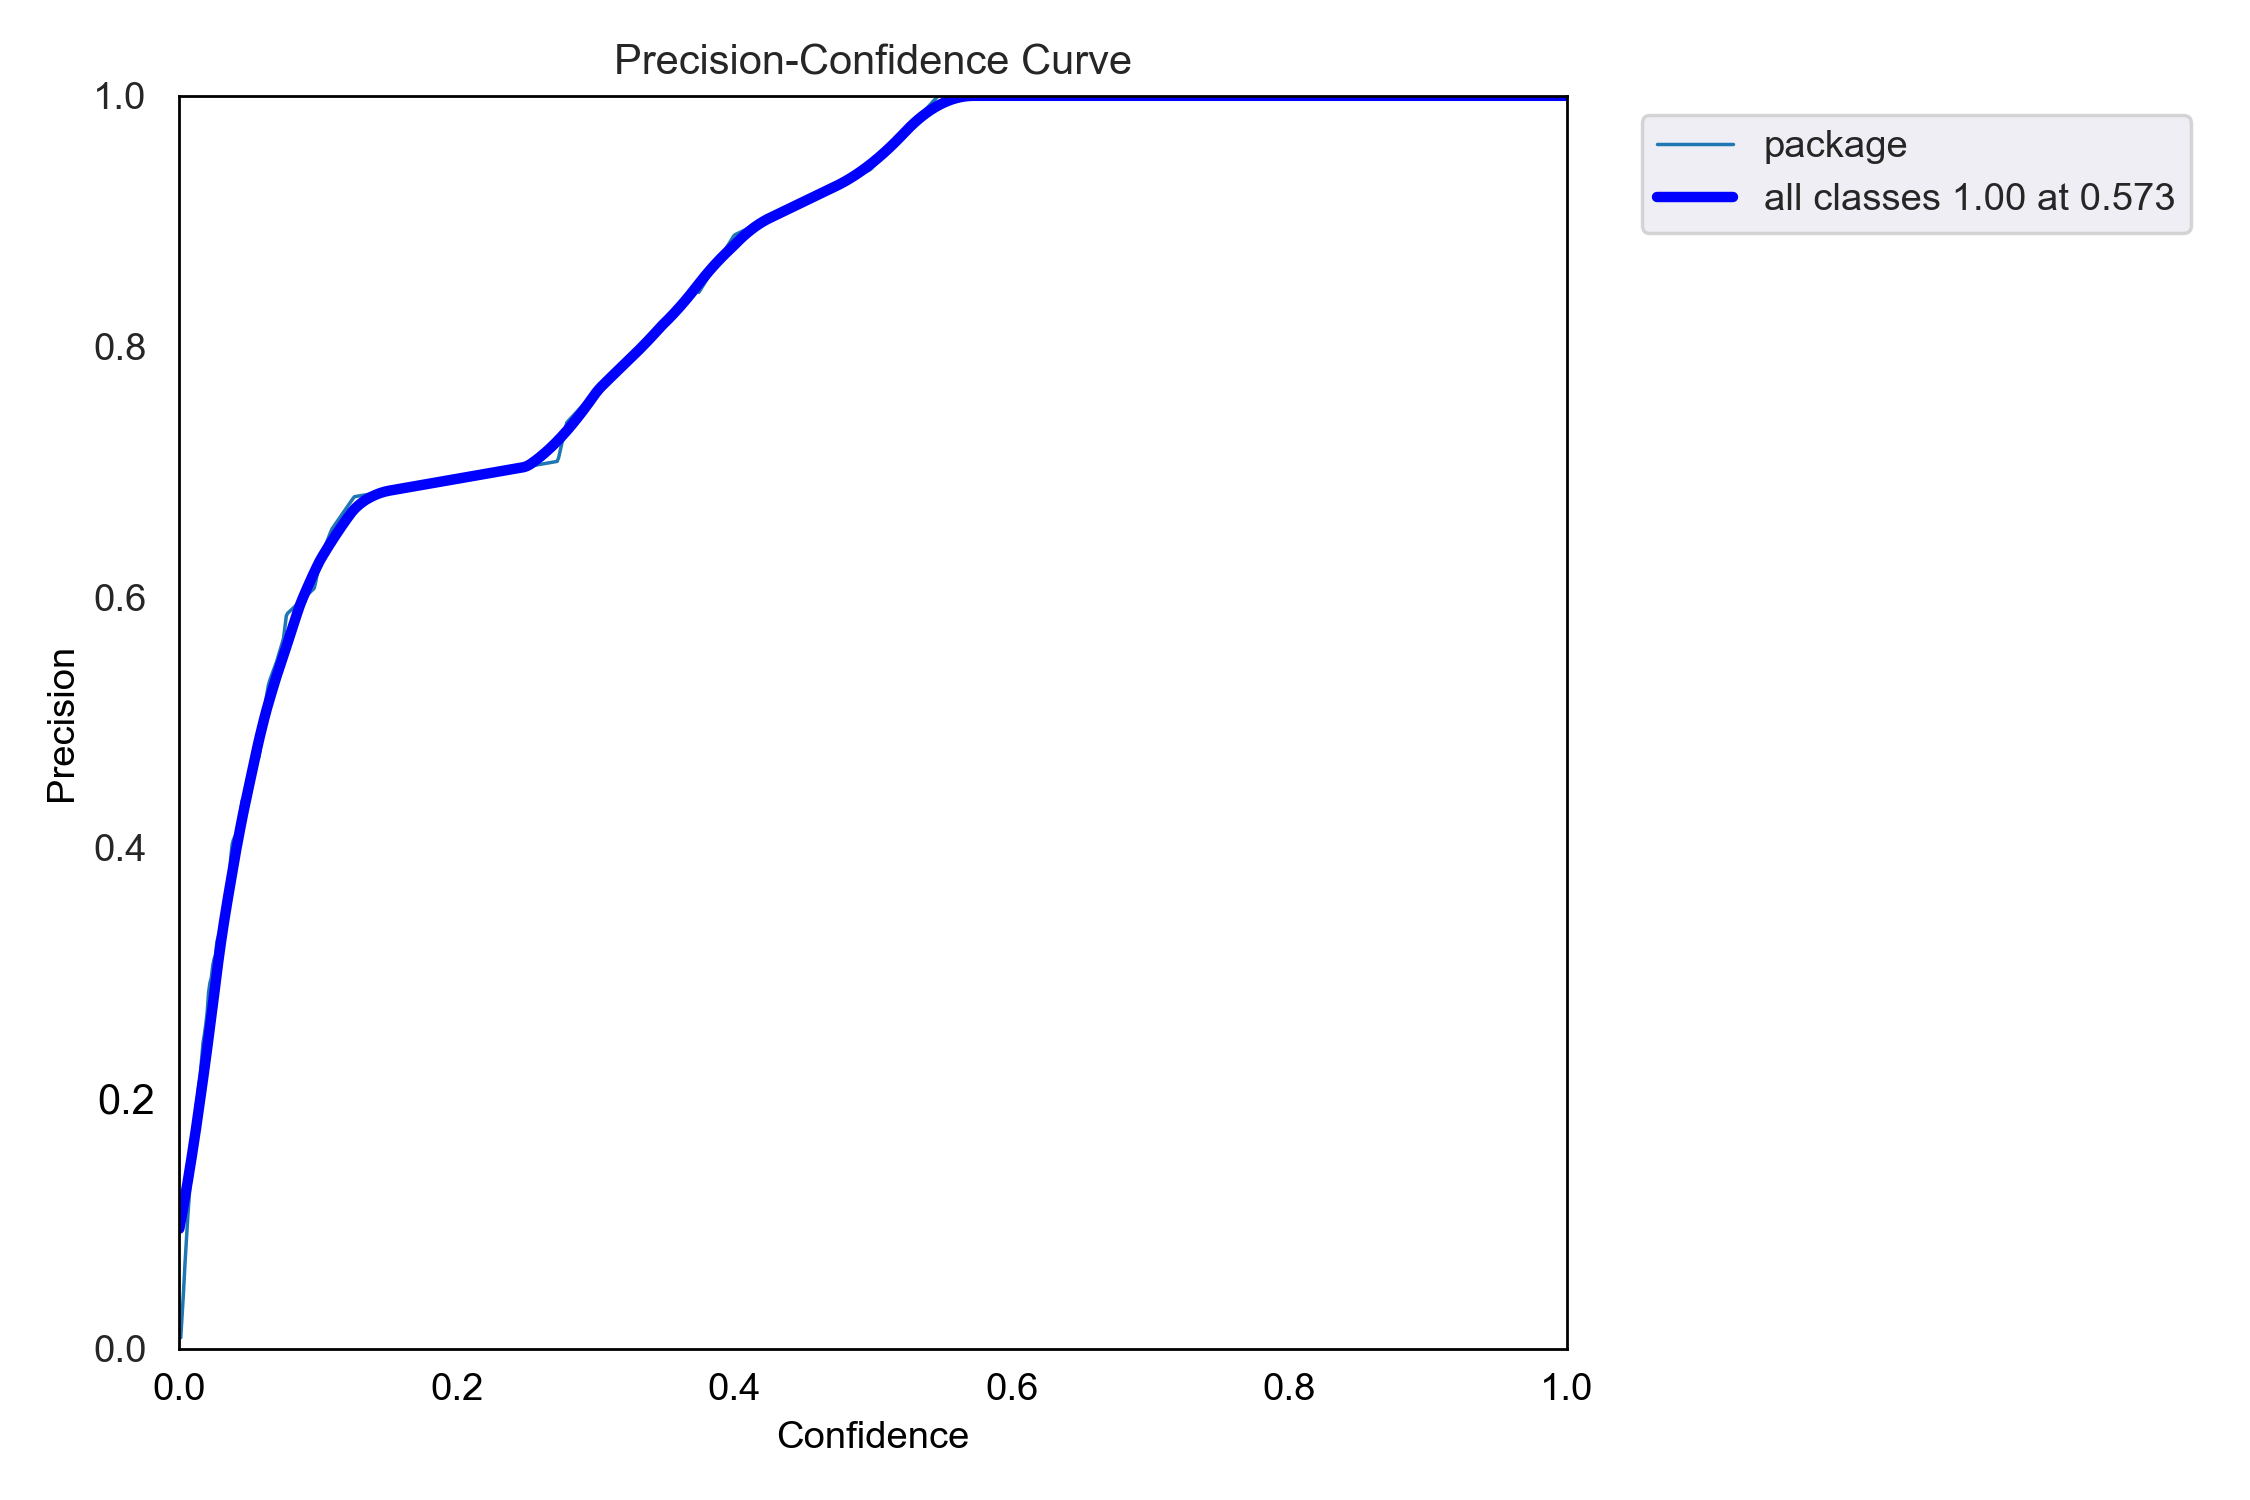 Precision-Confidence Curve
1.0
0.8
0.6
0.4
0.2
0.0
Precision
0.0 0.2 0.4 0.6 0.8 1.0
Confidence
package
all classes 1.00 at 0.573